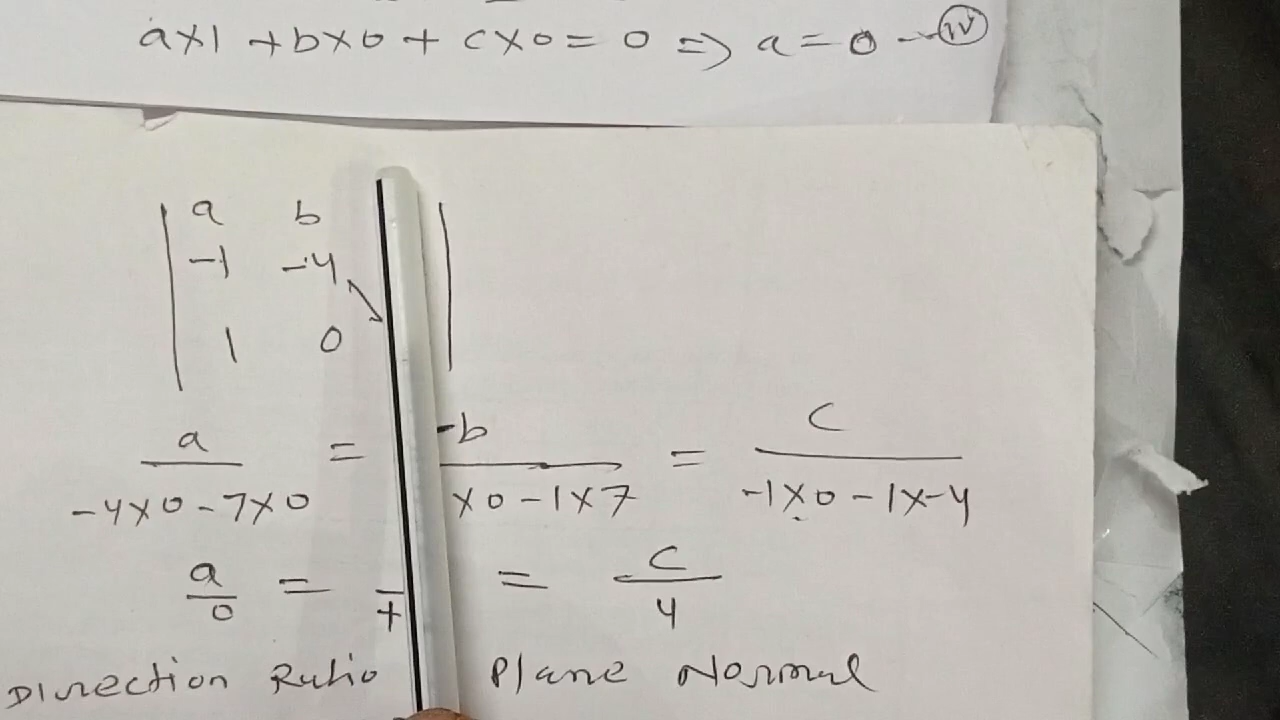 a×1 + b×0 + c×0 = 0 => a = 0 - (iv)
a b
-1 -4
1 0
a = -b = c
-4×0-7×0 ×0-1×7 -1×0-1×-4
a = = c
0 + 4
Direction Ratio Plane Normal